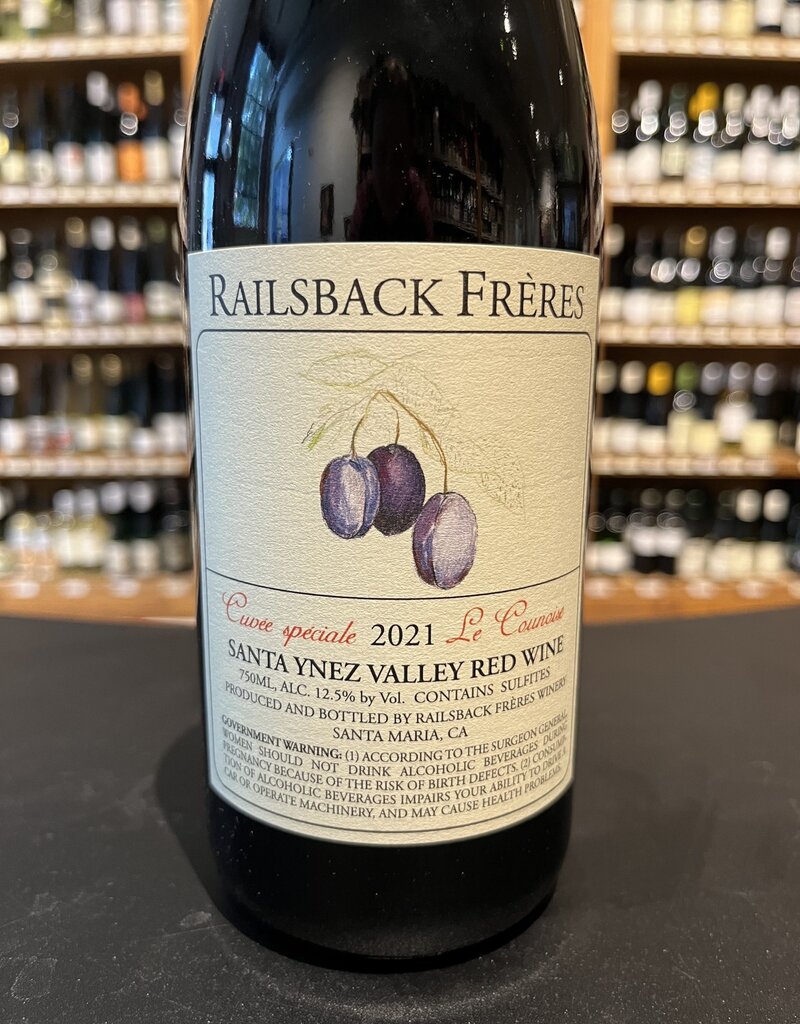 RAILSBACK FRÈRES
Cuvée spéciale 2021 Le Counoise
SANTA YNEZ VALLEY RED WINE
750ML, ALC. 12.5% by Vol. CONTAINS SULFITES
PRODUCED AND BOTTLED BY RAILSBACK FRÈRES WINERY
SANTA MARIA, CA
GOVERNMENT WARNING: (1) ACCORDING TO THE SURGEON GENERAL,
WOMEN SHOULD NOT DRINK ALCOHOLIC BEVERAGES DURING
PREGNANCY BECAUSE OF THE RISK OF BIRTH DEFECTS. (2) CONSUMP-
TION OF ALCOHOLIC BEVERAGES IMPAIRS YOUR ABILITY TO DRIVE A
CAR OR OPERATE MACHINERY, AND MAY CAUSE HEALTH PROBLEMS.